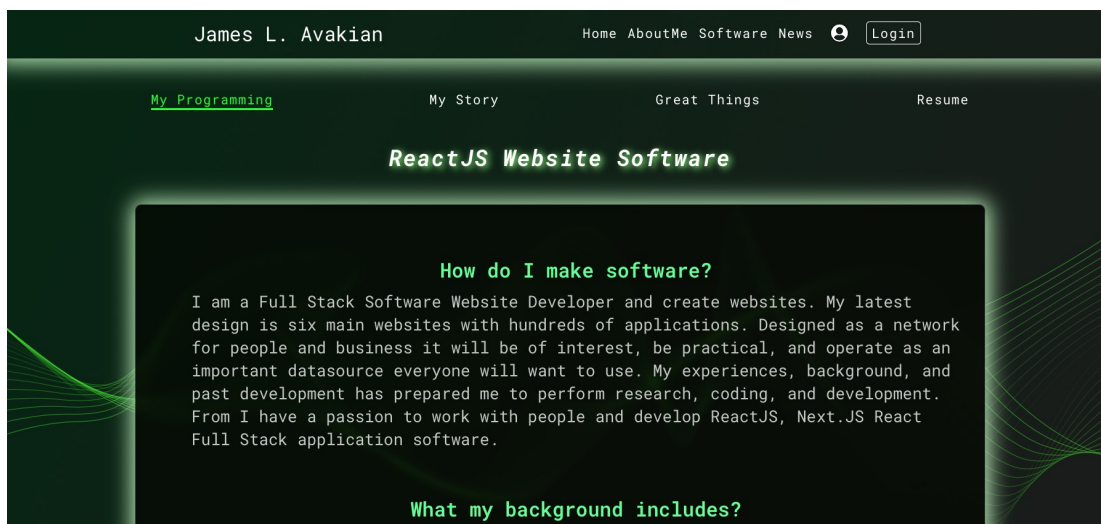 James L. Avakian
Home AboutMe Software News Login
My Programming My Story Great Things Resume
ReactJS Website Software
How do I make software?
I am a Full Stack Software Website Developer and create websites. My latest
design is six main websites with hundreds of applications. Designed as a network
for people and business it will be of interest, be practical, and operate as an
important datasource everyone will want to use. My experiences, background, and
past development has prepared me to perform research, coding, and development.
From I have a passion to work with people and develop ReactJS, Next.JS React
Full Stack application software.
What my background includes?